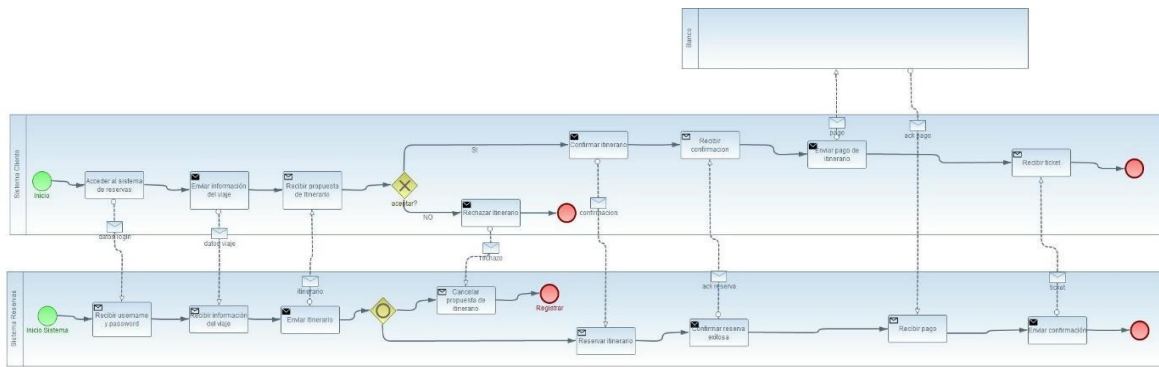 Banco
pago
ack pago
Sistema Cliente
Inicio
Acceder al sistema
de reservas
Enviar información
del viaje
Recibir propuesta
de itinerario
aceptar?
SI
NO
Confirmar itinerario
Recibir
confirmacion
Enviar pago de
itinerario
Recibir ticket
Rechazar itinerario
confirmacion
datos login
datos viaje
rechazo
itinerario
ack reserva
ticket
Sistema Reservas
Inicio Sistema
Recibir username
y password
Recibir información
del viaje
Enviar itinerario
Cancelar
propuesta de
itinerario
Registrar
Reservar itinerario
Confirmar reserva
exitosa
Recibir pago
Enviar confirmación